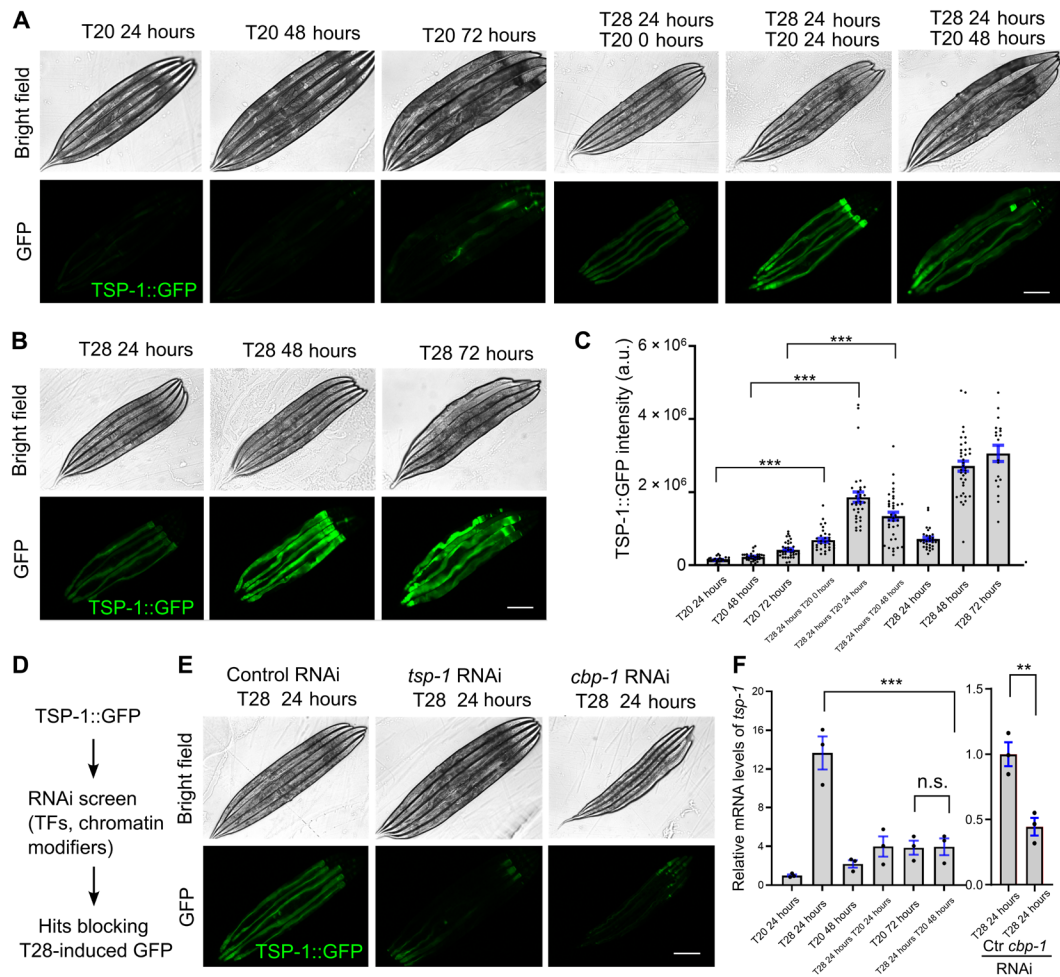 A
T20 24 hours
T20 48 hours
T20 72 hours
T28 24 hours
T20 0 hours
T28 24 hours
T20 24 hours
T28 24 hours
T20 48 hours
Bright field
GFP
TSP-1::GFP
B
T28 24 hours
T28 48 hours
T28 72 hours
Bright field
GFP
TSP-1::GFP
C
TSP-1::GFP intensity (a.u.)
6 × 10⁶
4 × 10⁶
2 × 10⁶
0
***
***
***
T20 24 hours
T20 48 hours
T20 72 hours
T28 24 hours T20 0 hours
T28 24 hours T20 24 hours
T28 24 hours T20 48 hours
T28 24 hours
T28 48 hours
T28 72 hours
D
TSP-1::GFP
RNAi screen
(TFs, chromatin
modifiers)
Hits blocking
T28-induced GFP
E
Control RNAi
T28 24 hours
tsp-1 RNAi
T28 24 hours
cbp-1 RNAi
T28 24 hours
Bright field
GFP
TSP-1::GFP
F
Relative mRNA levels of tsp-1
20
16
12
8
4
0
***
n.s.
T20 24 hours
T28 24 hours
T20 48 hours
T28 24 hours T20 24 hours
T20 72 hours
T28 24 hours T20 48 hours
**
1.0
0.5
0.0
T28 24 hours
T28 24 hours
Ctr cbp-1
RNAi